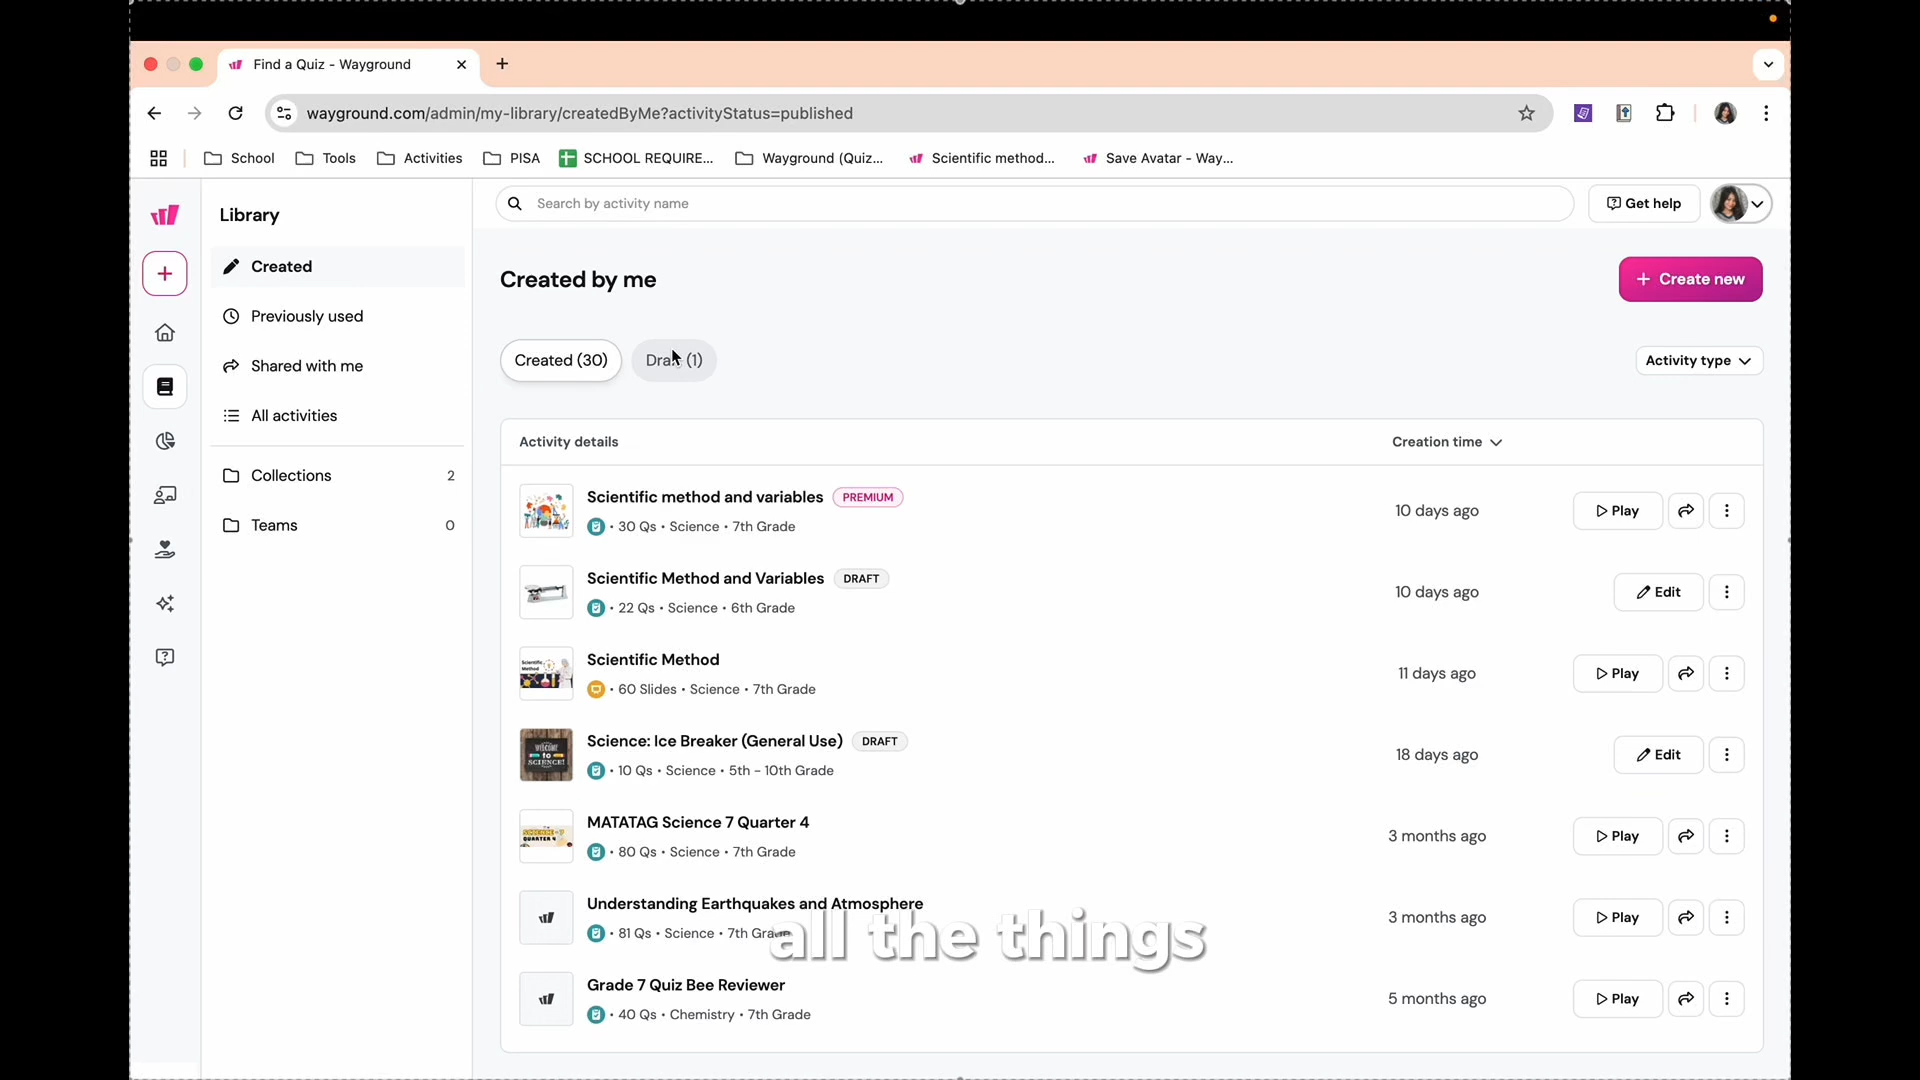 Find a Quiz - Wayground
wayground.com/admin/my-library/createdByMe?activityStatus=published
School
Tools
Activities
PISA
SCHOOL REQUIRE...
Wayground (Quiz...
Scientific method...
Save Avatar - Way...
Library
Created
Previously used
Shared with me
All activities
Collections 2
Teams 0
Search by activity name
Get help
Created by me
+ Create new
Created (30)
Draft (1)
Activity type
Activity details
Creation time
Scientific method and variables PREMIUM
30 Qs • Science • 7th Grade
10 days ago
Play
Scientific Method and Variables DRAFT
22 Qs • Science • 6th Grade
10 days ago
Edit
Scientific Method
60 Slides • Science • 7th Grade
11 days ago
Play
Science: Ice Breaker (General Use) DRAFT
10 Qs • Science • 5th - 10th Grade
18 days ago
Edit
MATATAG Science 7 Quarter 4
80 Qs • Science • 7th Grade
3 months ago
Play
Understanding Earthquakes and Atmosphere
81 Qs • Science • 7th Grade
3 months ago
Play
Grade 7 Quiz Bee Reviewer
40 Qs • Chemistry • 7th Grade
5 months ago
Play
all the things